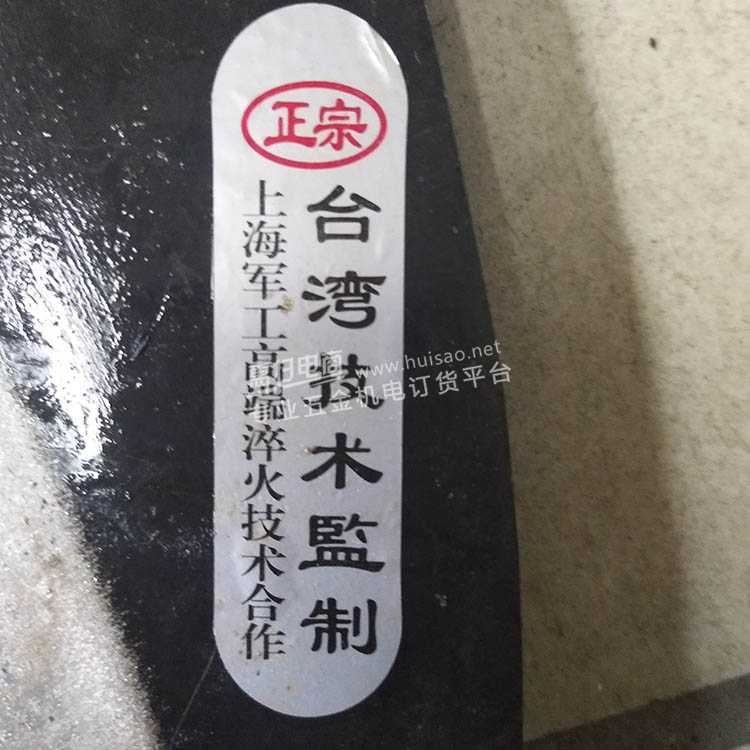 正宗
台湾技术監制
上海军工高端淬火技术合作
www.huisao.net
业五金机电订货平台